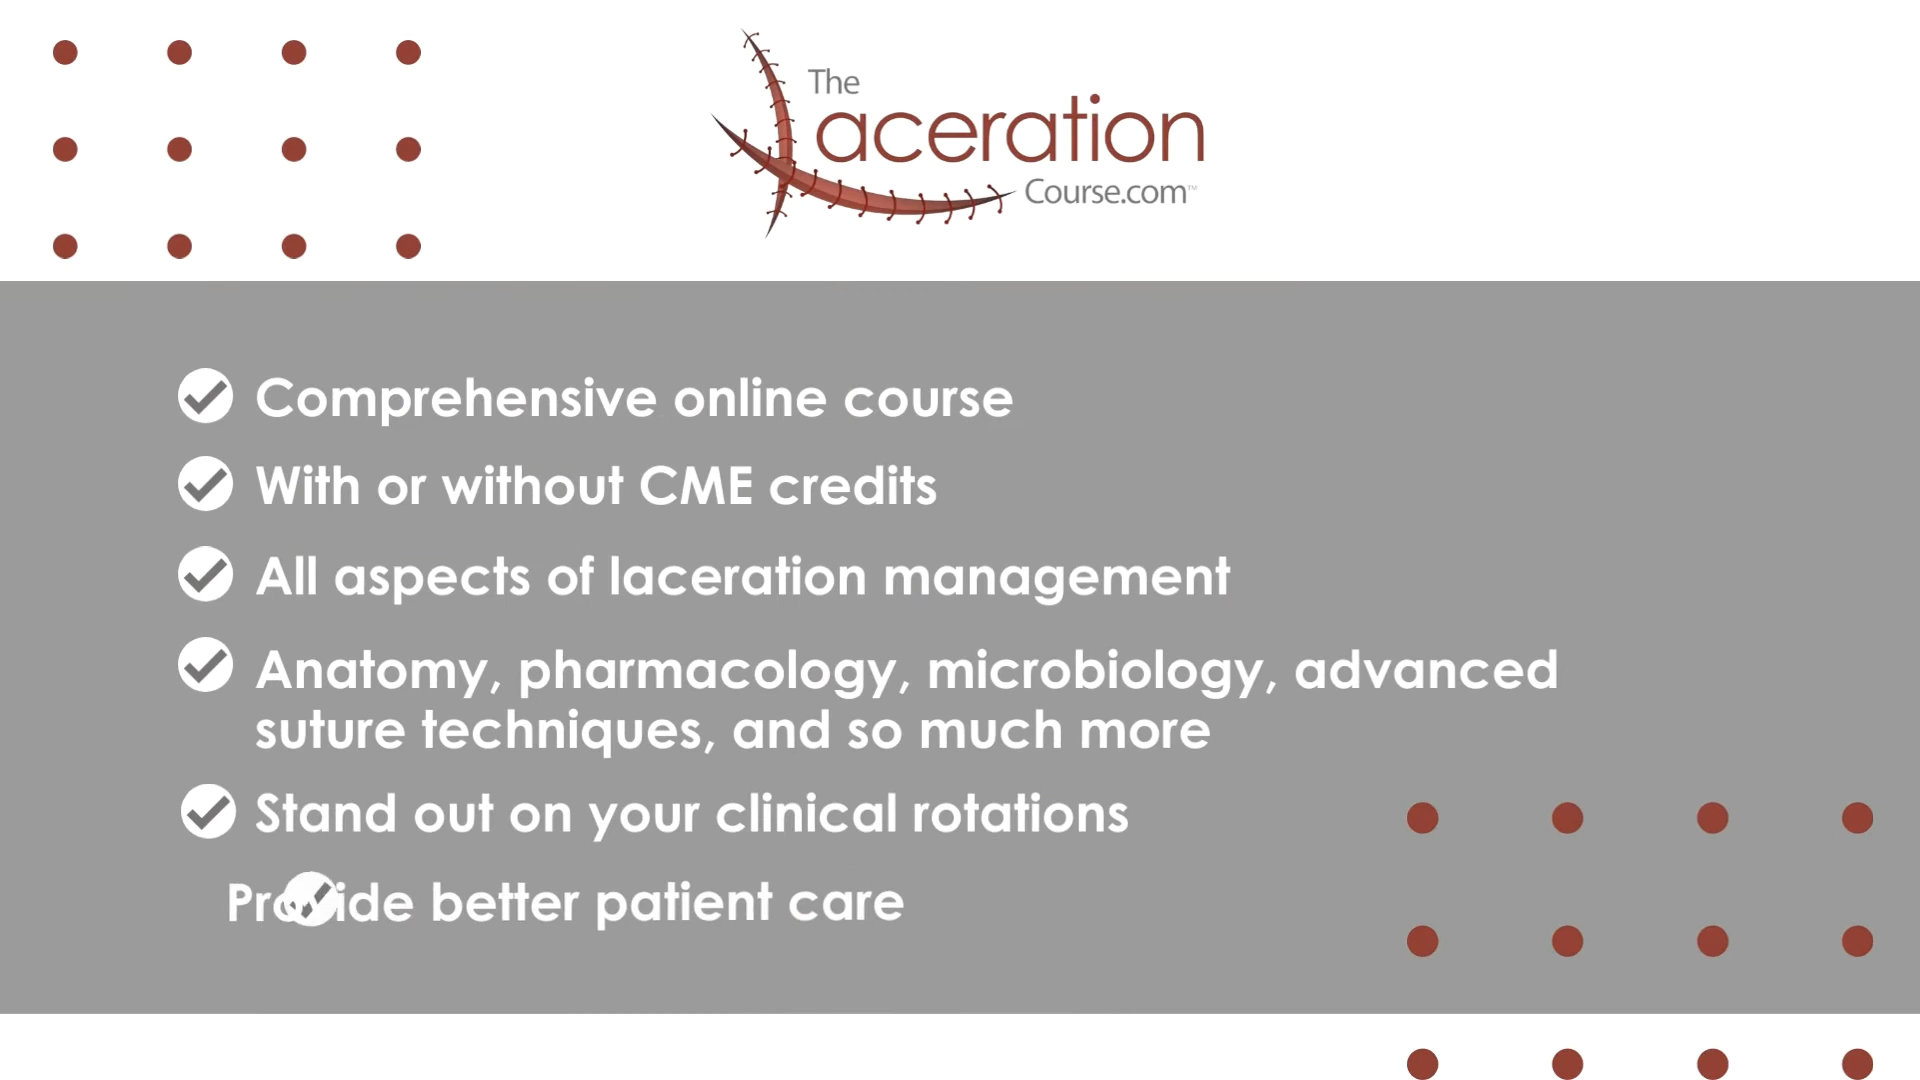 The
Laceration
Course.com™
Comprehensive online course
With or without CME credits
All aspects of laceration management
Anatomy, pharmacology, microbiology, advanced
suture techniques, and so much more
Stand out on your clinical rotations
Provide better patient care